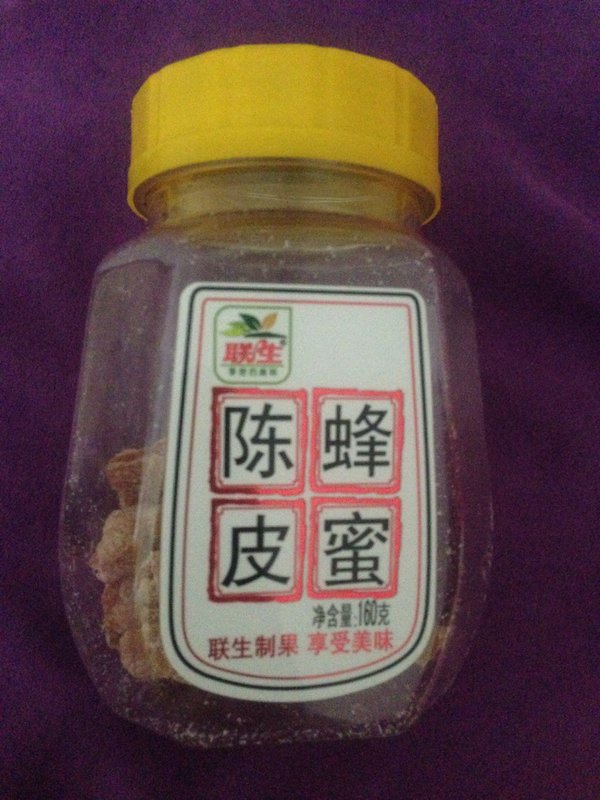 联生
蜂蜜
陈皮
净含量:160克
联生制果 享受美味